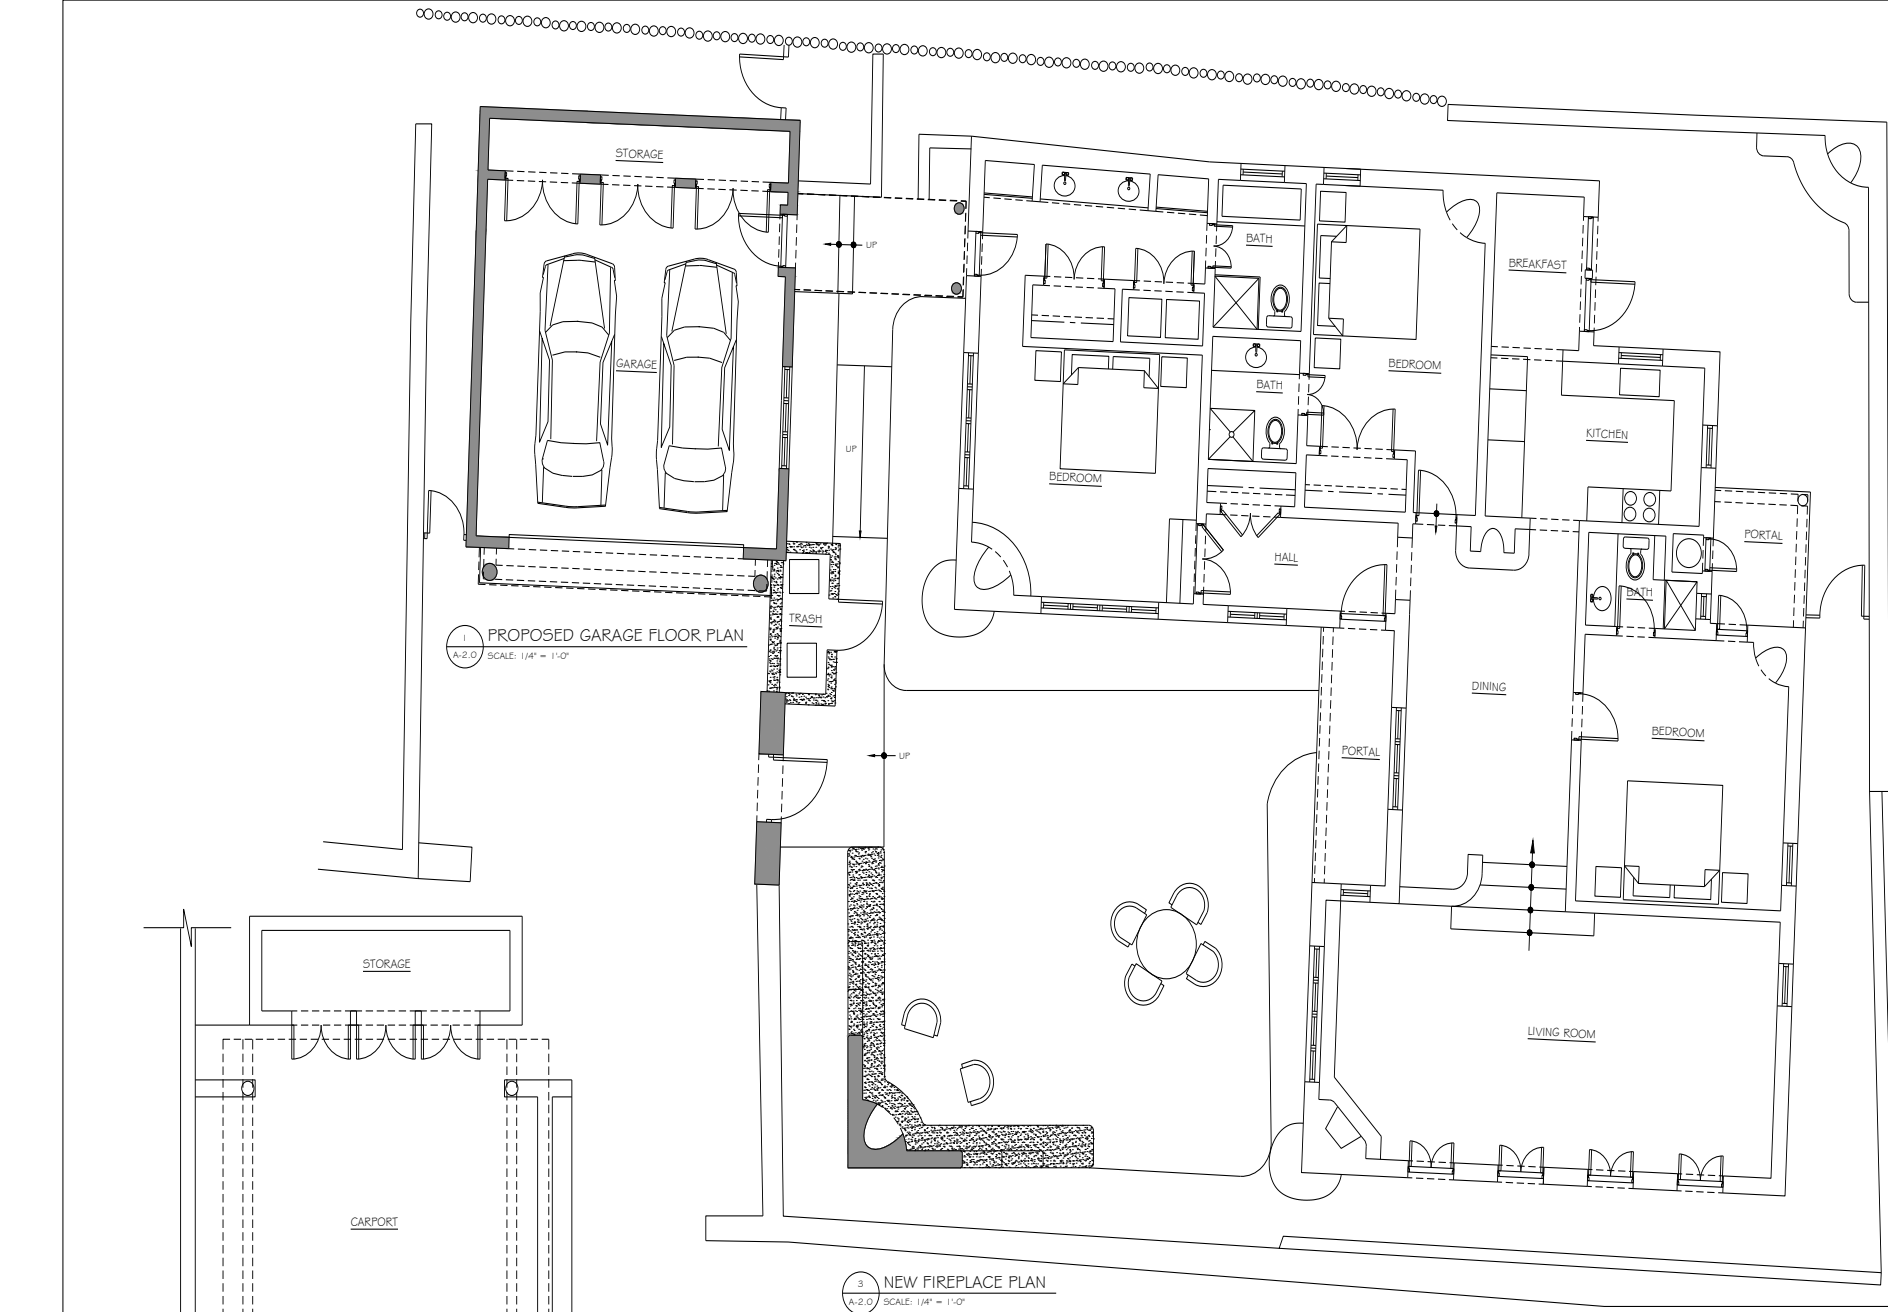 STORAGE
UP
BATH
BREAKFAST
GARAGE
BEDROOM
BATH
UP
KITCHEN
BEDROOM
PORTAL
HALL
BATH
TRASH
1
A-2.0
PROPOSED GARAGE FLOOR PLAN
SCALE: 1/4" = 1'-0"
DINING
BEDROOM
PORTAL
UP
STORAGE
LIVING ROOM
CARPORT
3
A-2.0
NEW FIREPLACE PLAN
SCALE: 1/4" = 1'-0"